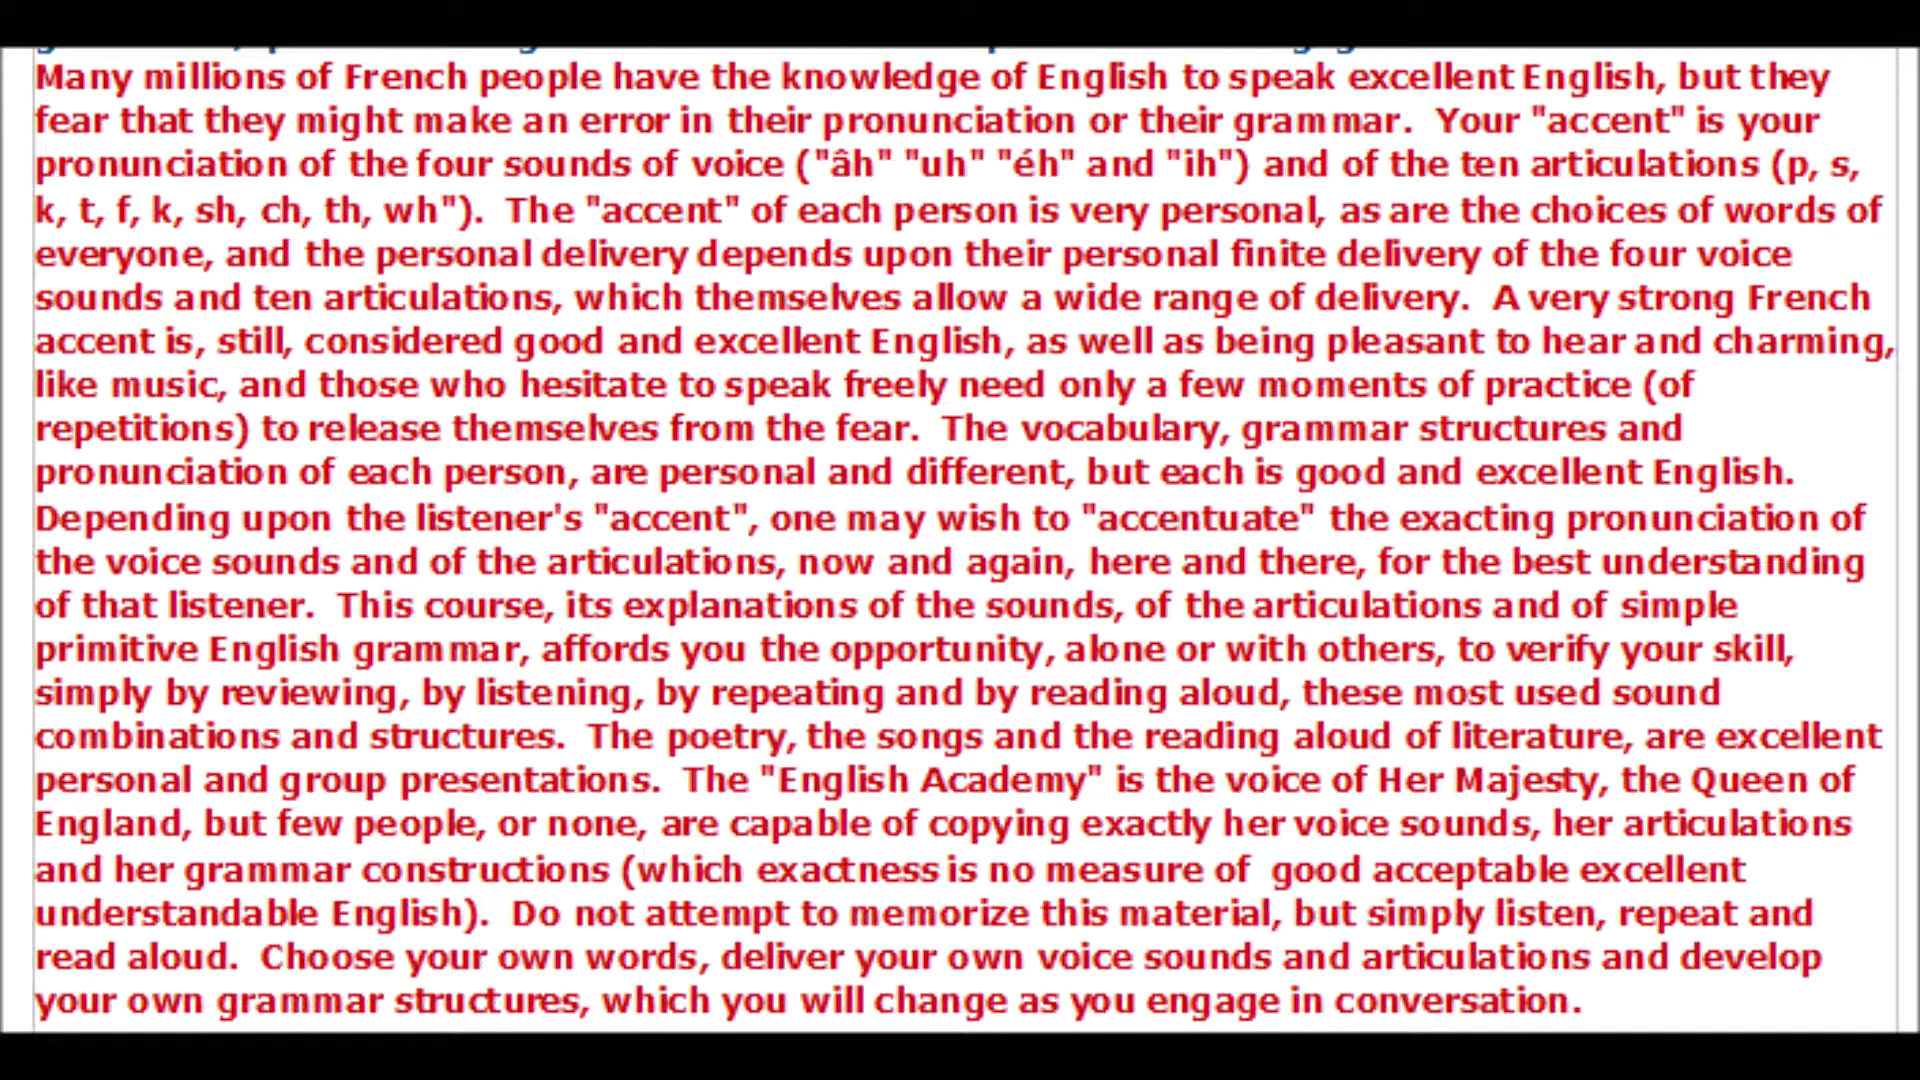 Many millions of French people have the knowledge of English to speak excellent English, but they
fear that they might make an error in their pronunciation or their grammar.  Your "accent" is your
pronunciation of the four sounds of voice ("âh" "uh" "éh" and "ih") and of the ten articulations (p, s,
k, t, f, k, sh, ch, th, wh").  The "accent" of each person is very personal, as are the choices of words of
everyone, and the personal delivery depends upon their personal finite delivery of the four voice
sounds and ten articulations, which themselves allow a wide range of delivery.  A very strong French
accent is, still, considered good and excellent English, as well as being pleasant to hear and charming,
like music, and those who hesitate to speak freely need only a few moments of practice (of
repetitions) to release themselves from the fear.  The vocabulary, grammar structures and
pronunciation of each person, are personal and different, but each is good and excellent English.
Depending upon the listener's "accent", one may wish to "accentuate" the exacting pronunciation of
the voice sounds and of the articulations, now and again, here and there, for the best understanding
of that listener.  This course, its explanations of the sounds, of the articulations and of simple
primitive English grammar, affords you the opportunity, alone or with others, to verify your skill,
simply by reviewing, by listening, by repeating and by reading aloud, these most used sound
combinations and structures.  The poetry, the songs and the reading aloud of literature, are excellent
personal and group presentations.  The "English Academy" is the voice of Her Majesty, the Queen of
England, but few people, or none, are capable of copying exactly her voice sounds, her articulations
and her grammar constructions (which exactness is no measure of  good acceptable excellent
understandable English).  Do not attempt to memorize this material, but simply listen, repeat and
read aloud.  Choose your own words, deliver your own voice sounds and articulations and develop
your own grammar structures, which you will change as you engage in conversation.